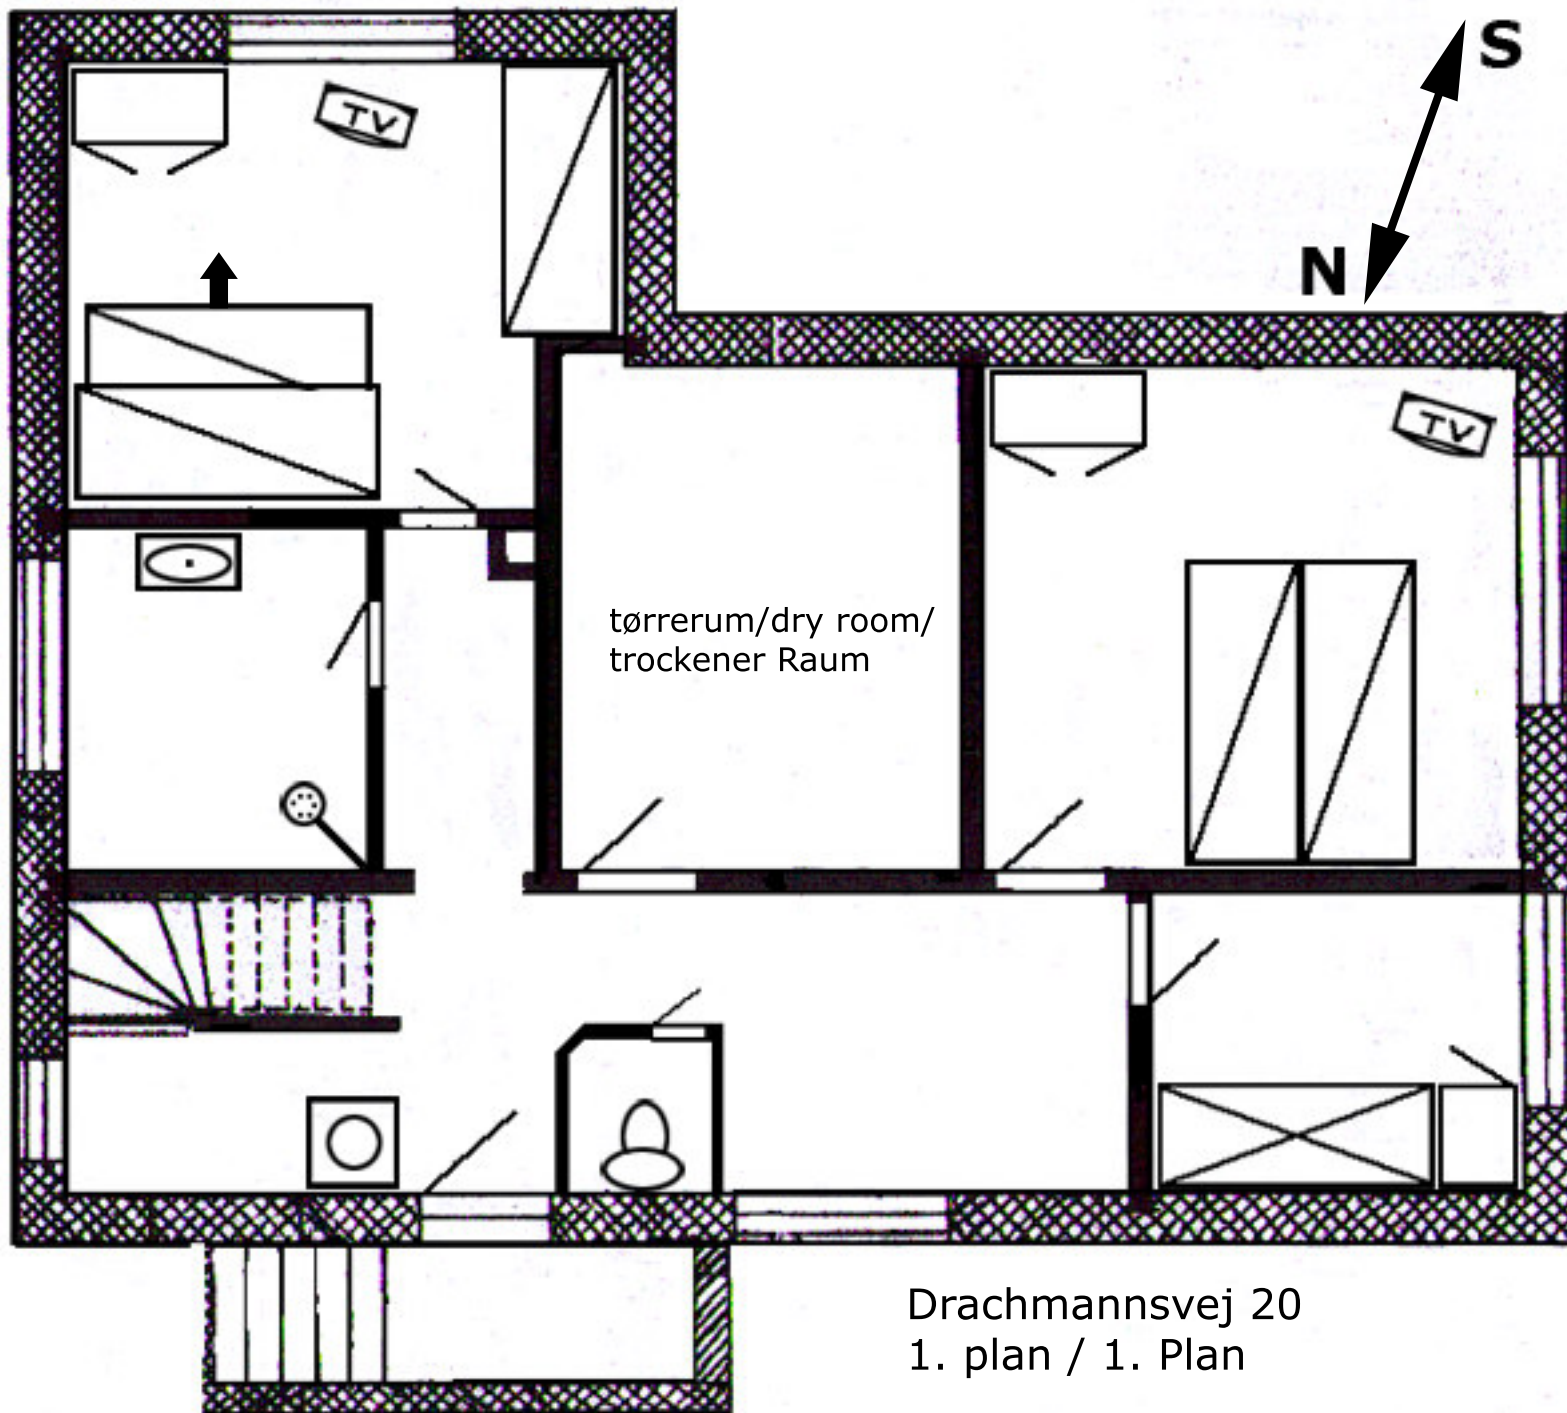 S
TV
N
TV
tørrerum/dry room/
trockener Raum
Drachmannsvej 20
1. plan / 1. Plan